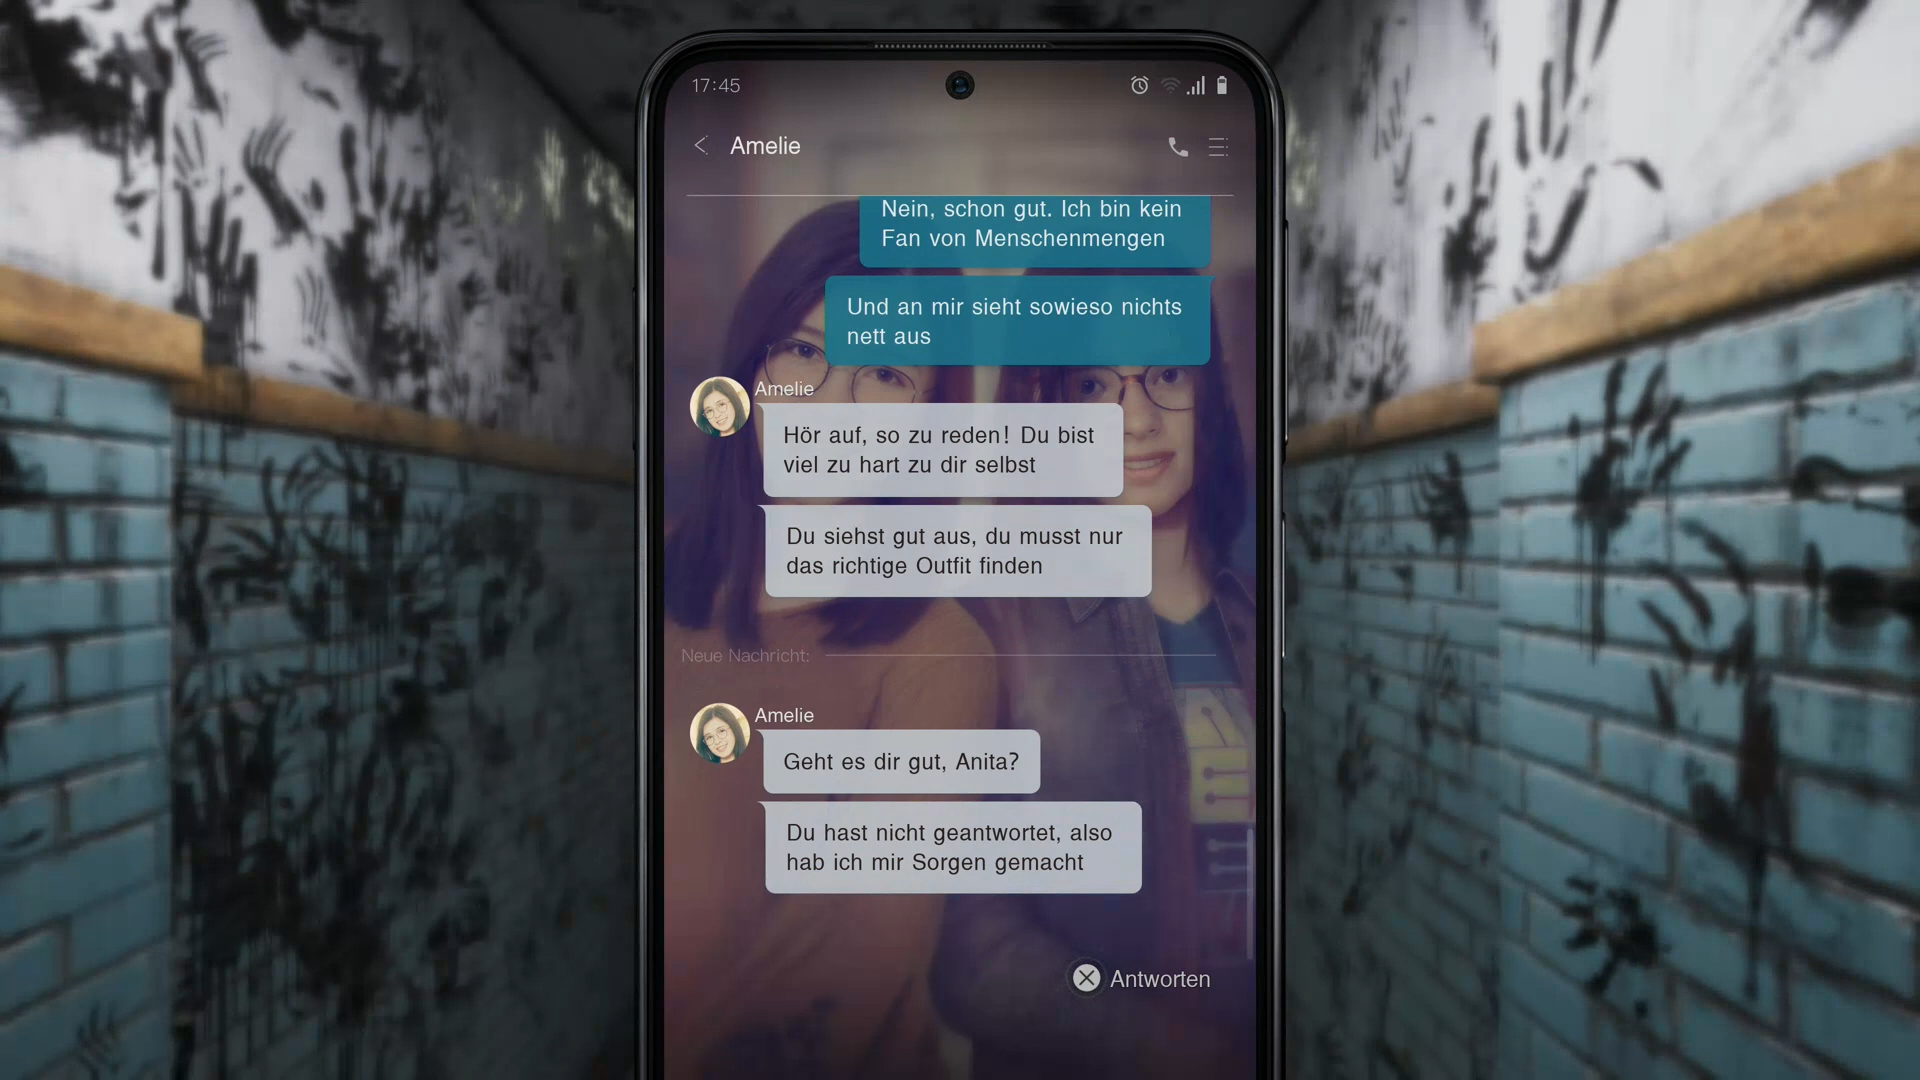 17:45
Amelie
Nein, schon gut. Ich bin kein
Fan von Menschenmengen
Und an mir sieht sowieso nichts
nett aus
Amelie
Hör auf, so zu reden! Du bist
viel zu hart zu dir selbst
Du siehst gut aus, du musst nur
das richtige Outfit finden
Neue Nachricht:
Amelie
Geht es dir gut, Anita?
Du hast nicht geantwortet, also
hab ich mir Sorgen gemacht
Antworten